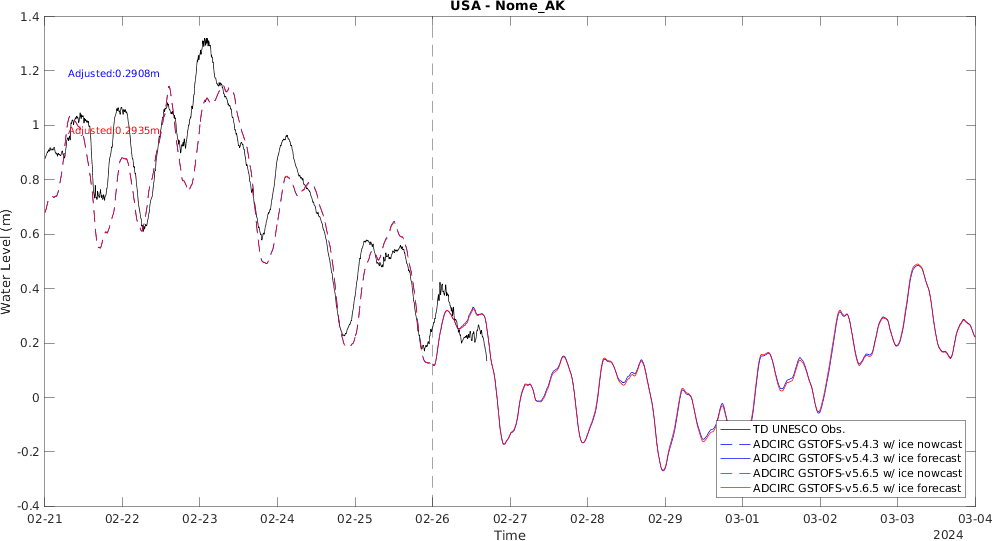 USA - Nome_AK
1.4
1.2
1
0.8
0.6
0.4
0.2
0
-0.2
-0.4
Water Level (m)
Adjusted:0.2908m
Adjusted:0.2935m
TD UNESCO Obs.
ADCIRC GSTOFS-v5.4.3 w/ ice nowcast
ADCIRC GSTOFS-v5.4.3 w/ ice forecast
ADCIRC GSTOFS-v5.6.5 w/ ice nowcast
ADCIRC GSTOFS-v5.6.5 w/ ice forecast
02-21 02-22 02-23 02-24 02-25 02-26 02-27 02-28 02-29 03-01 03-02 03-03 03-04
Time
2024